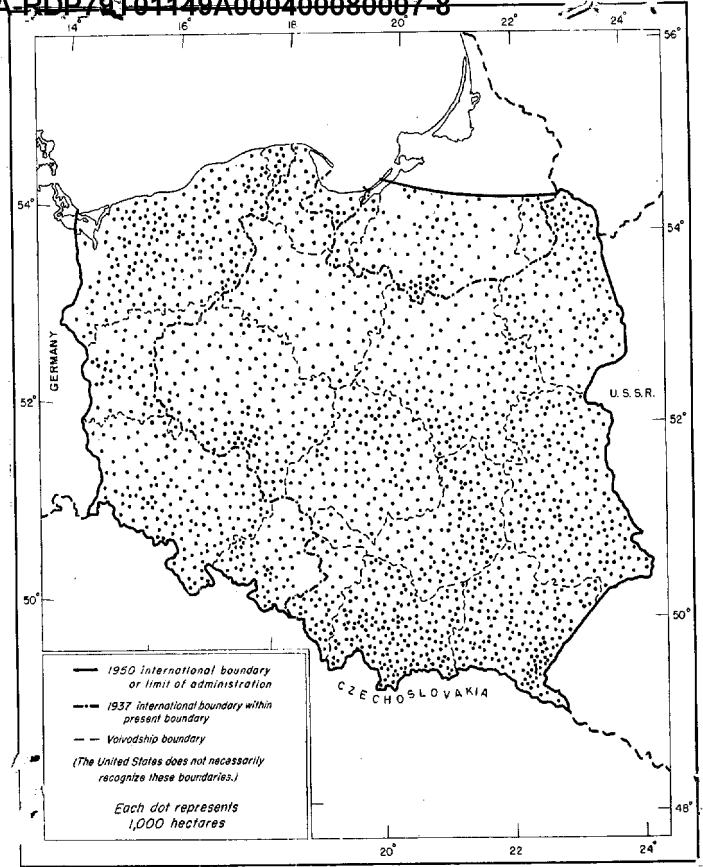 A-RDP79T01149A000400080007-8
14° 16° 18° 20° 22° 24° 56°
54° 54°
GERMANY
U.S.S.R.
52° 52°
50° 50°
CZECHOSLOVAKIA
1950 international boundary
or limit of administration
1937 international boundary within
present boundary
Voivodship boundary
(The United States does not necessarily
recognize these boundaries.)
Each dot represents
1,000 hectares
48°
20° 22°